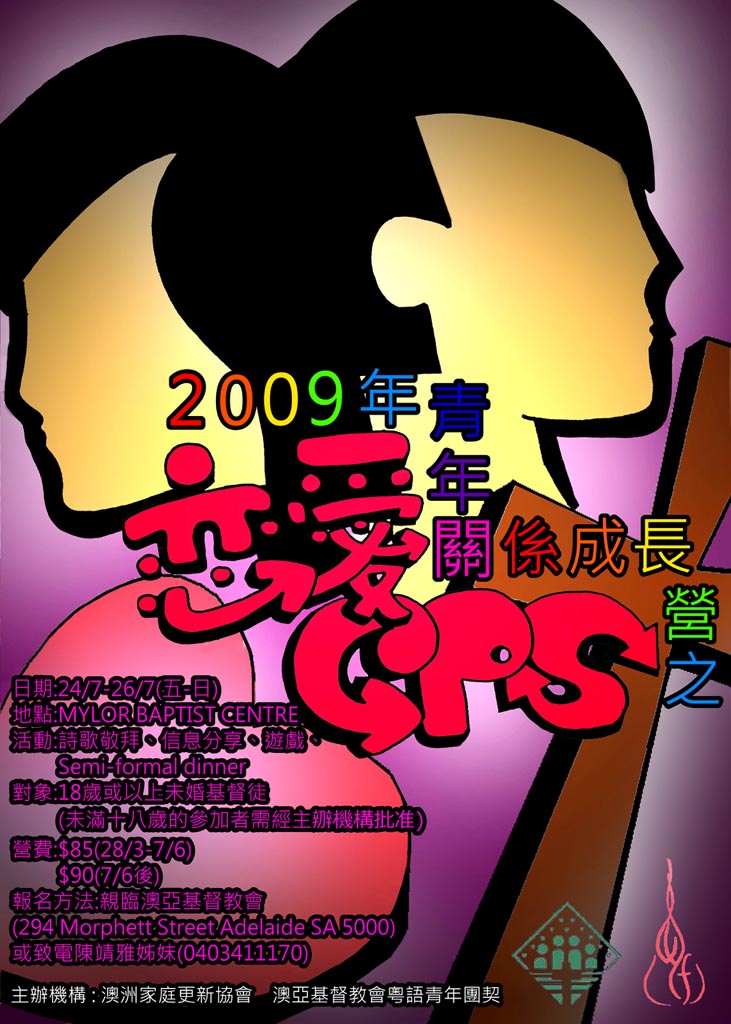 2009年青年關係成長營之
恋愛GPS
日期:24/7-26/7(五-日)
地點:MYLOR BAPTIST CENTRE
活動:詩歌敬拜、信息分享、遊戲、
Semi-formal dinner
對象:18歲或以上未婚基督徒
(未滿十八歲的參加者需經主辦機構批准)
營費:$85(28/3-7/6)
$90(7/6後)
報名方法:親臨澳亞基督教會
(294 Morphett Street Adelaide SA 5000)
或致電陳靖雅姊妹(0403411170)
主辦機構:澳洲家庭更新協會 澳亞基督教會粵語青年團契